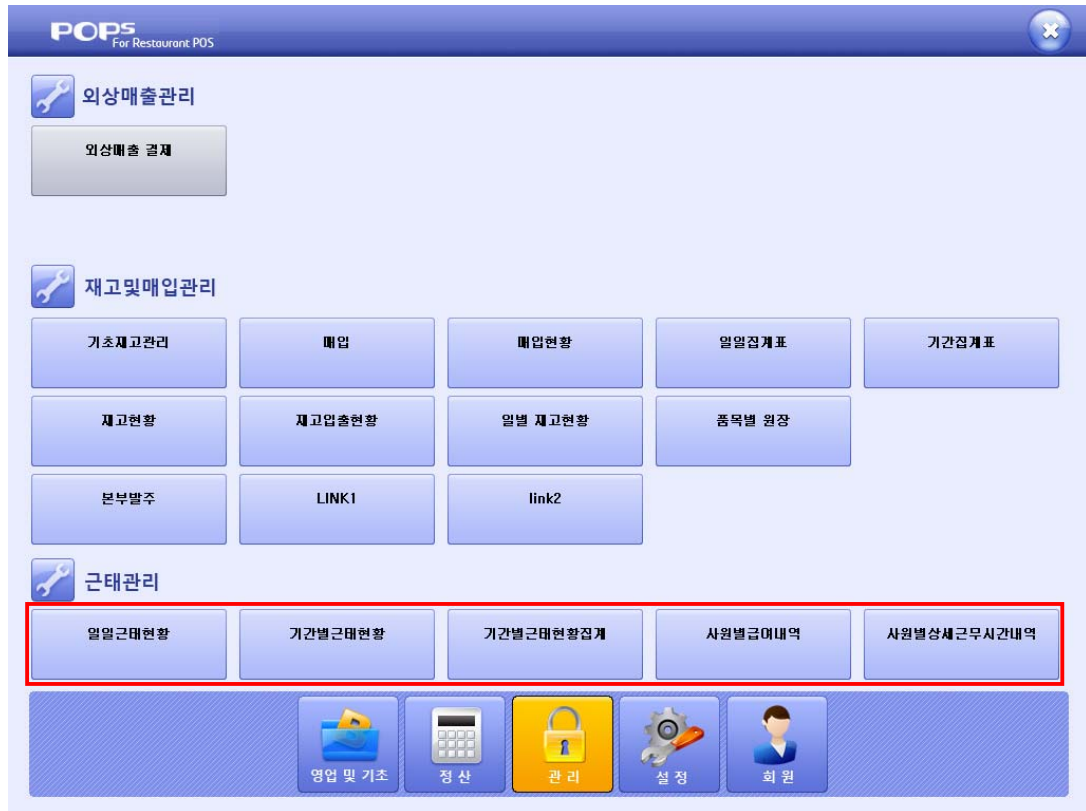 POPS
For Restaurant POS
외상매출관리
외상매출 결제
재고및매입관리
기초재고관리 매입 매입현황 일일집계표 기간집계표
재고현황 재고입출현황 일별 재고현황 품목별 원장
본부발주 LINK1 link2
근태관리
일일근태현황 기간별근태현황 기간별근태현황집계 사원별급여내역 사원별상세근무시간내역
영업 및 기초 정 산 관 리 설 정 회 원